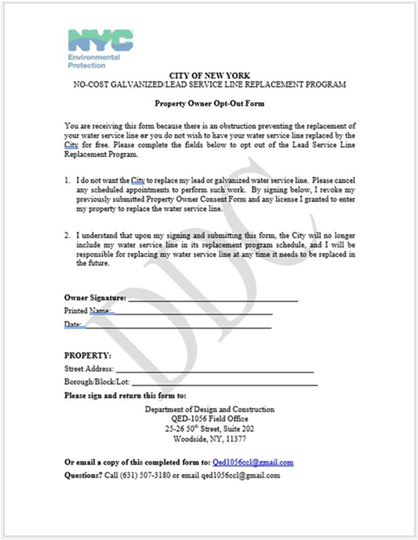 NYC
Environmental
Protection
CITY OF NEW YORK
NO-COST GALVANIZED/LEAD SERVICE LINE REPLACEMENT PROGRAM
Property Owner Opt-Out Form
You are receiving this form because there is an obstruction preventing the replacement of
your water service line or you do not wish to have your water service line replaced by the
City for free. Please complete the fields below to opt out of the Lead Service Line
Replacement Program.
1. I do not want the City to replace my lead or galvanized water service line. Please cancel
any scheduled appointments to perform such work. By signing below, I revoke my
previously submitted Property Owner Consent Form and any license I granted to enter
my property to replace the water service line.
2. I understand that upon my signing and submitting this form, the City will no longer
include my water service line in its replacement program schedule, and I will be
responsible for replacing my water service line at any time it needs to be replaced in
the future.
DDC
Owner Signature:
Printed Name:
Date:
PROPERTY:
Street Address:
Borough/Block/Lot:
Please sign and return this form to:
Department of Design and Construction
QED-1056 Field Office
25-26 50th Street, Suite 202
Woodside, NY, 11377
Or email a copy of this completed form to: Qed1056ccl@gmail.com
Questions? Call (631) 507-3180 or email qed1056ccl@gmail.com